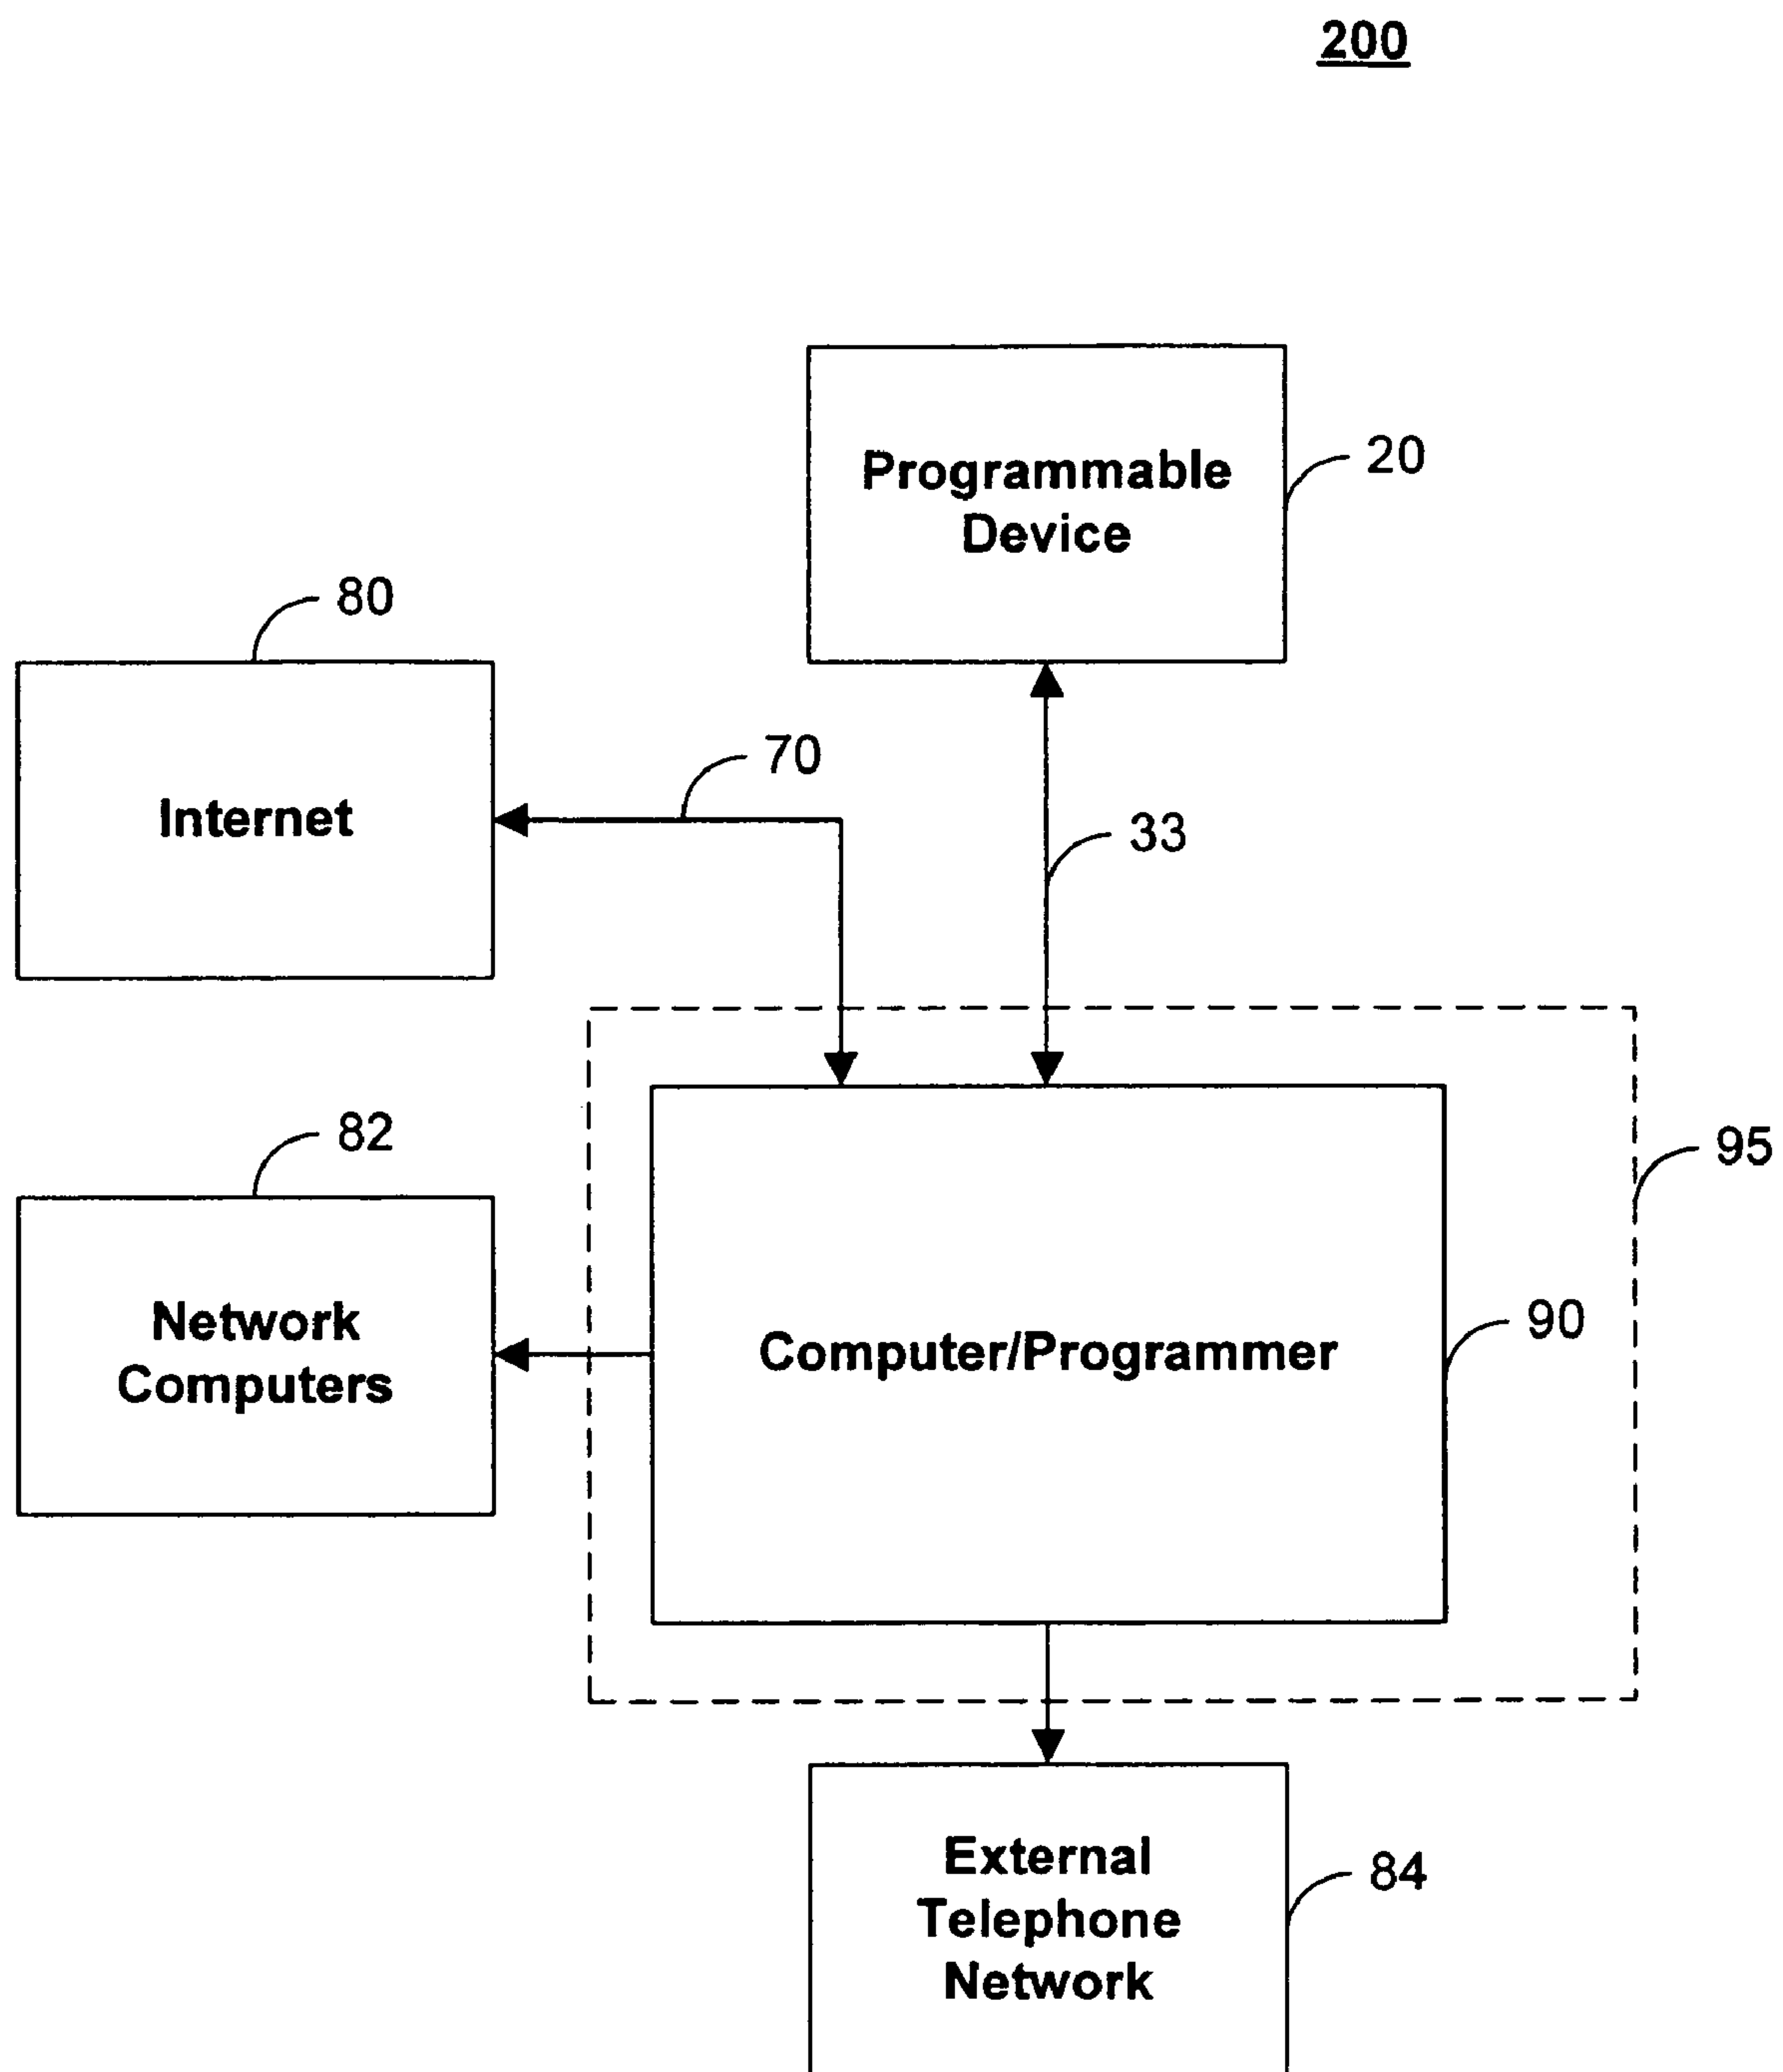 200
Programmable
Device
20
80
Internet
70
33
82
95
Network
Computers
Computer/Programmer
90
External
Telephone
Network
84